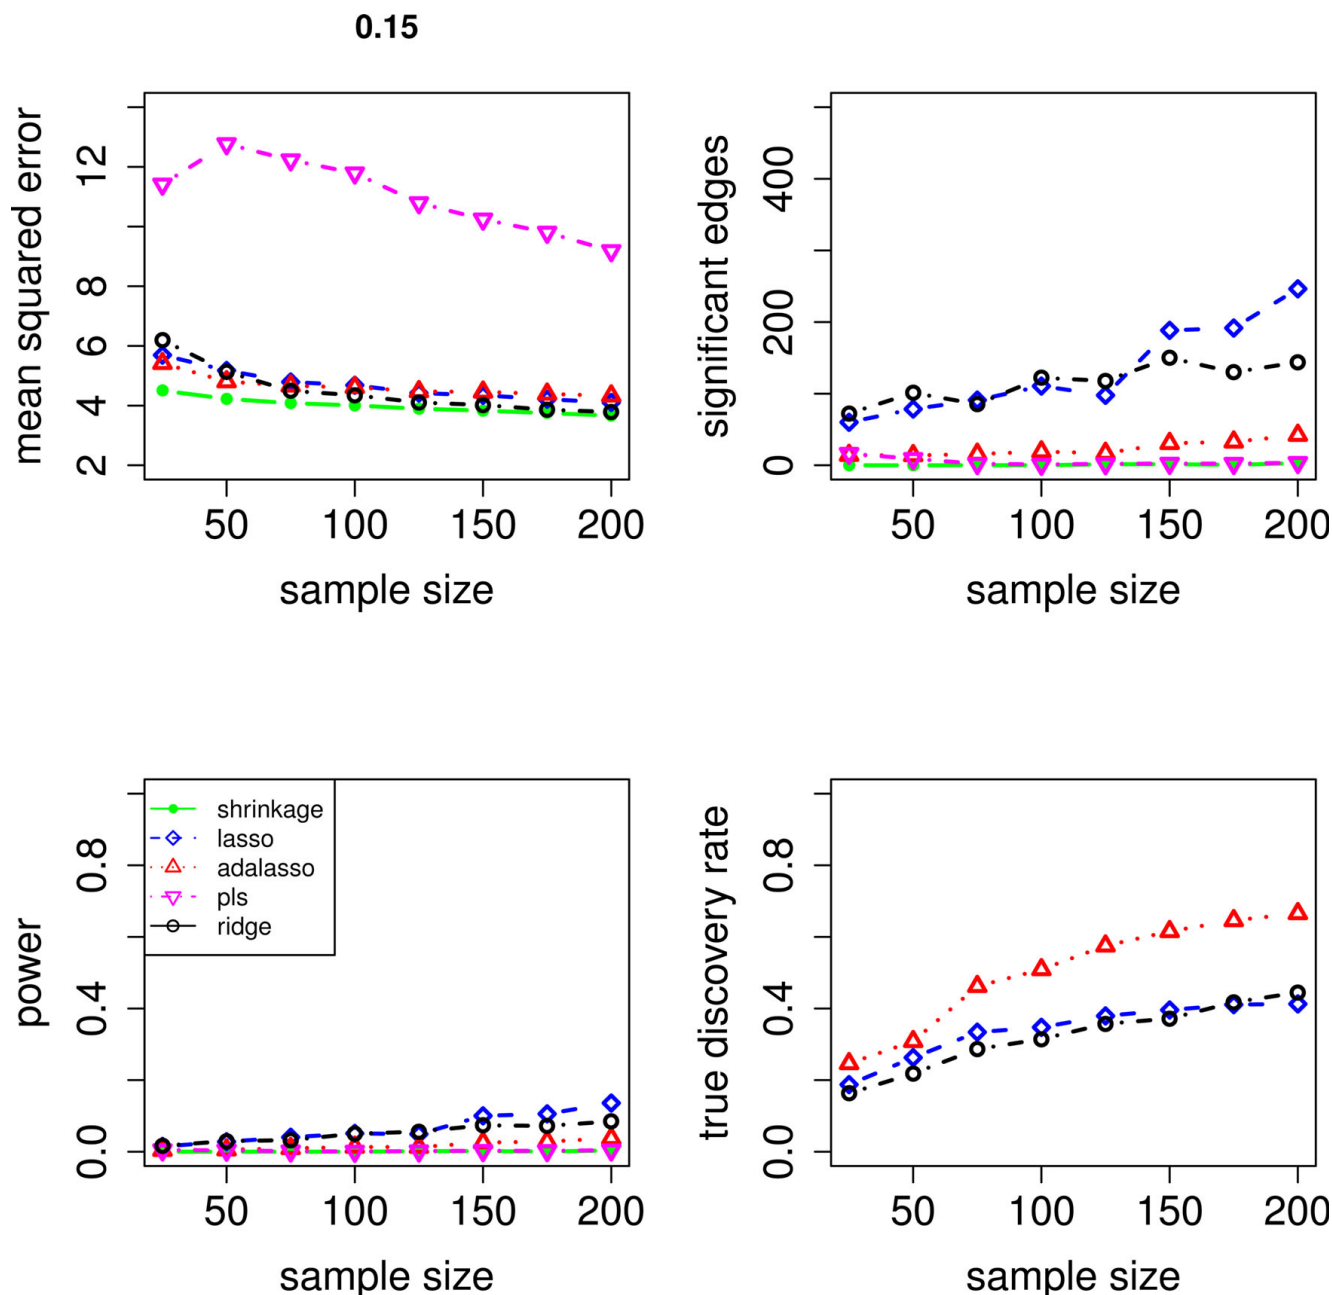 0.15
mean squared error
2 4 6 8 12
50 100 150 200
sample size
significant edges
0 200 400
50 100 150 200
sample size
power
0.0 0.4 0.8
shrinkage
lasso
adalasso
pls
ridge
50 100 150 200
sample size
true discovery rate
0.0 0.4 0.8
50 100 150 200
sample size